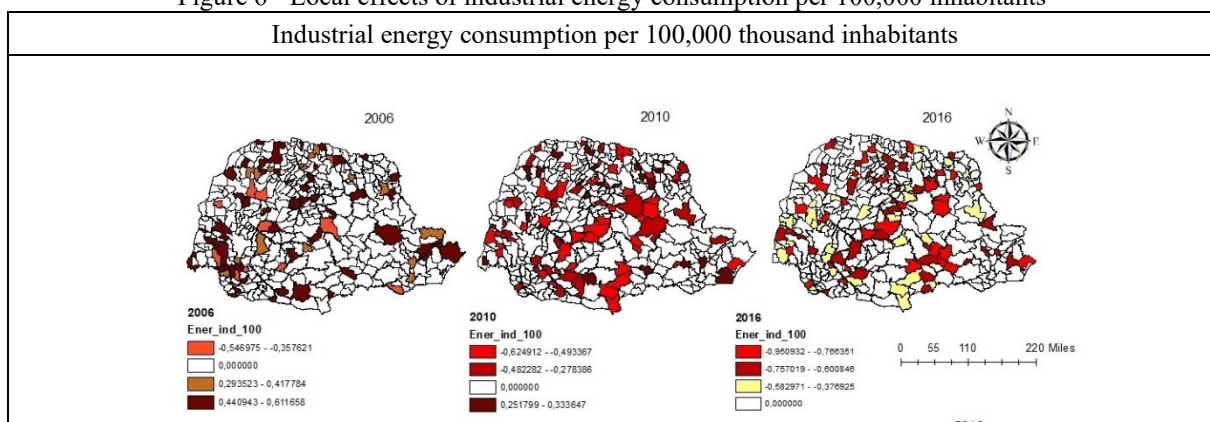 Figure 6 - Local effects of industrial energy consumption per 100,000 inhabitants
Industrial energy consumption per 100,000 thousand inhabitants
2006
2010
2016
N
W E
S
2006
Ener_ind_100
-0,546975 - -0,357621
0,000000
0,293523 - 0,417784
0,440943 - 0,611658
2010
Ener_ind_100
-0,624912 - -0,493367
-0,482282 - -0,278386
0,000000
0,251799 - 0,333647
2016
Ener_ind_100
-0,960932 - -0,766351
-0,757019 - -0,600846
-0,582971 - -0,376925
0,000000
0 55 110 220 Miles